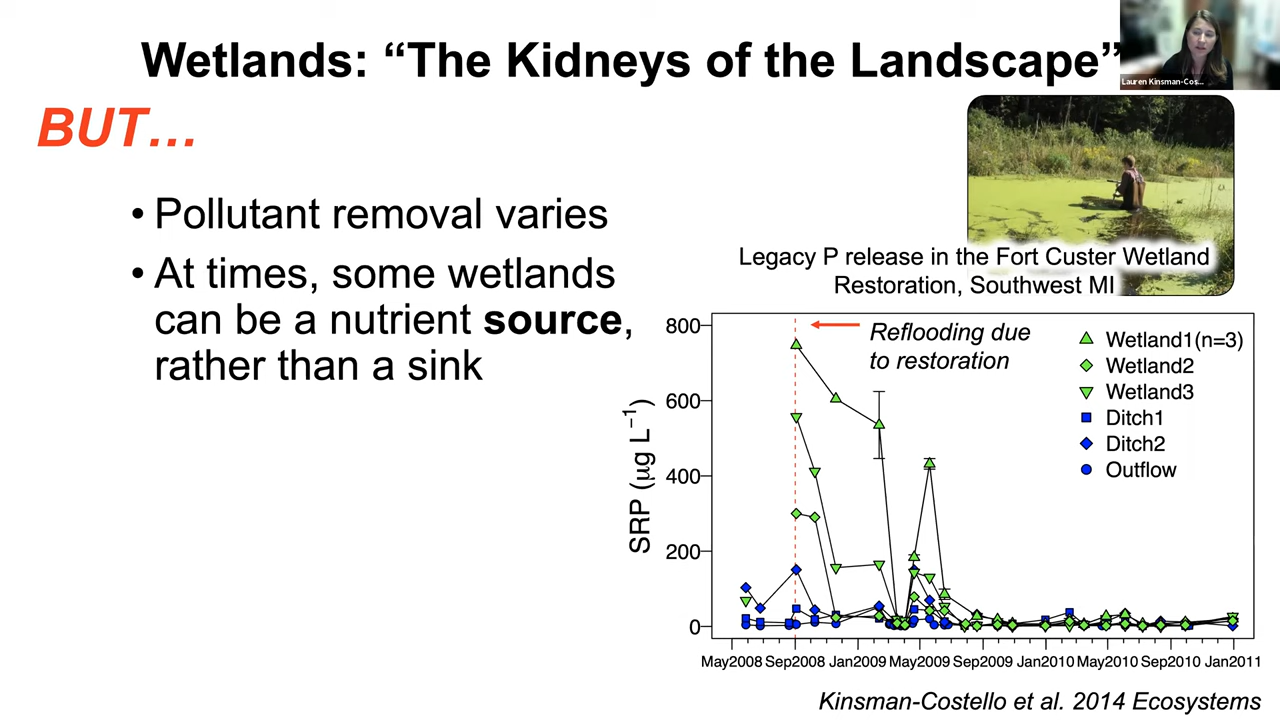 Wetlands: “The Kidneys of the Landscape”
Lauren Kinsman-Cos...
BUT…
• Pollutant removal varies
• At times, some wetlands
can be a nutrient source,
rather than a sink
Legacy P release in the Fort Custer Wetland
Restoration, Southwest MI
Reflooding due
to restoration
Wetland1(n=3)
Wetland2
Wetland3
Ditch1
Ditch2
Outflow
SRP (μg L⁻¹)
800
600
400
200
0
May2008 Sep2008 Jan2009 May2009 Sep2009 Jan2010 May2010 Sep2010 Jan2011
Kinsman-Costello et al. 2014 Ecosystems